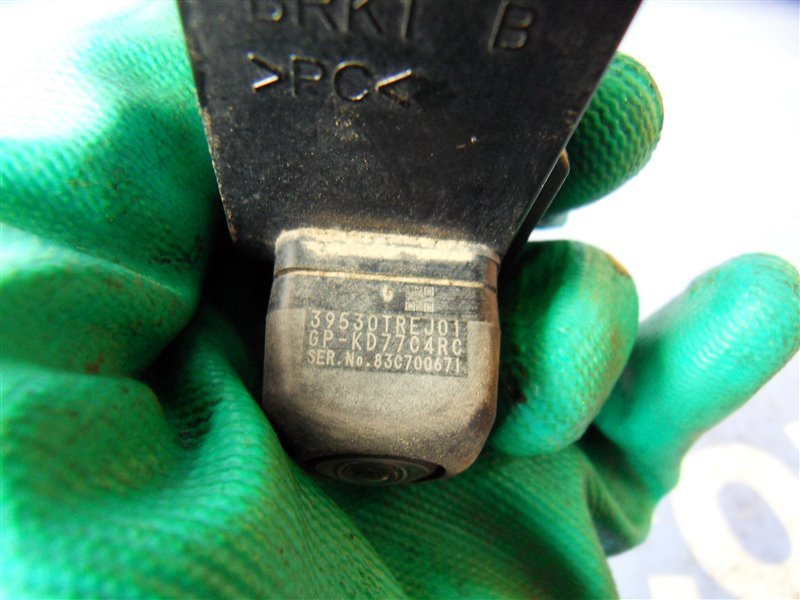 BRKT B
>PC<
39530TREJ01
GP-KD77C4RC
SER.No.83C700671